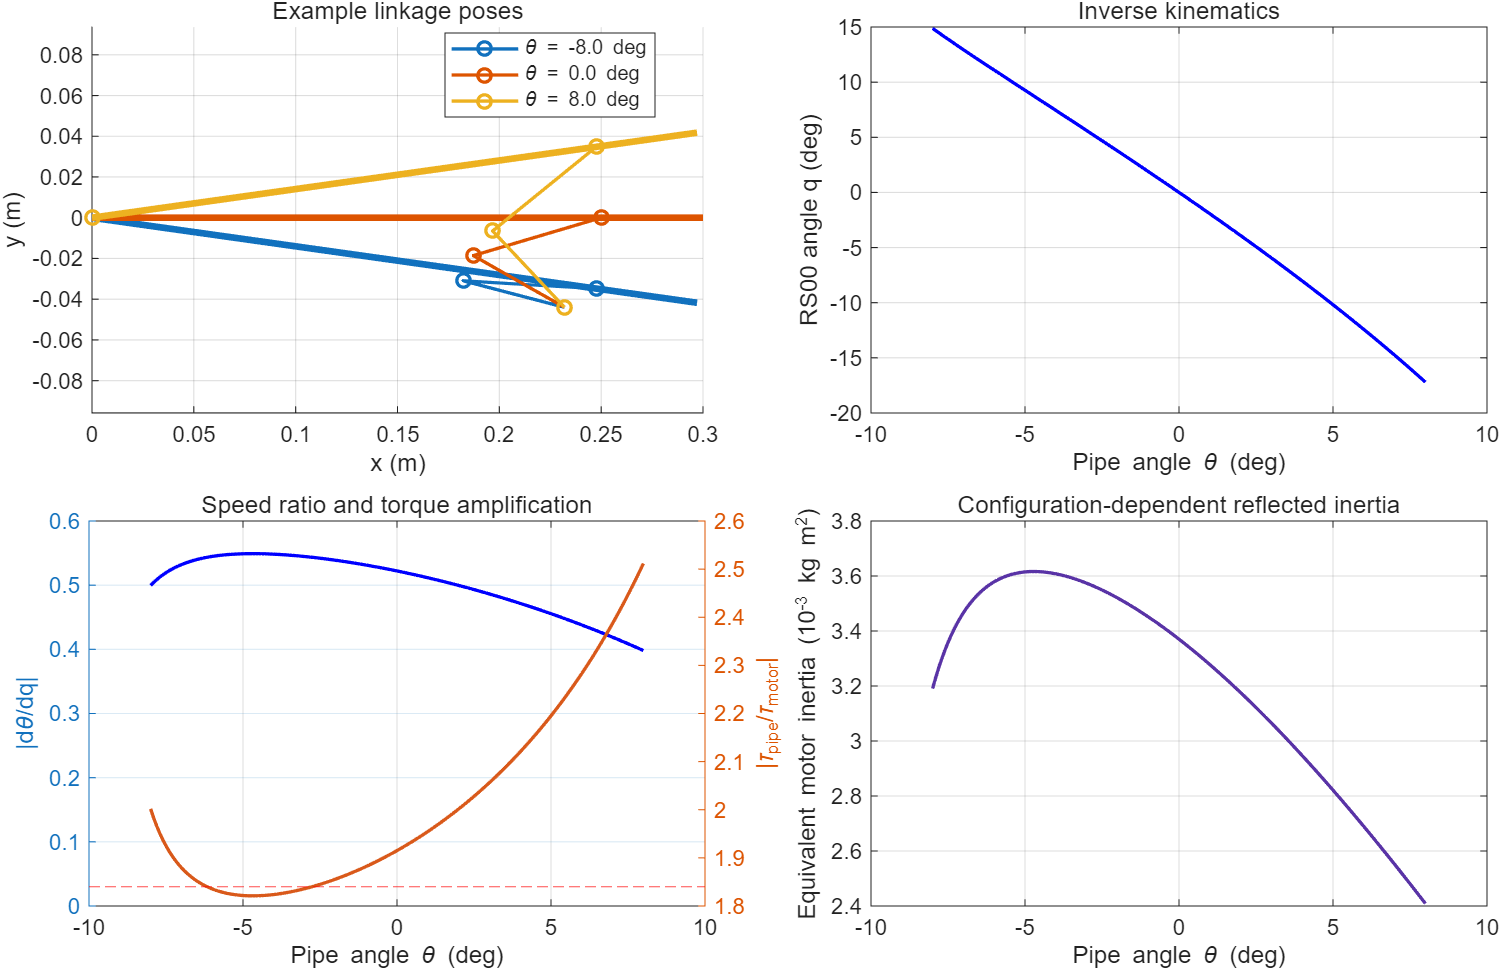 Example linkage poses
θ = -8.0 deg
θ = 0.0 deg
θ = 8.0 deg
0.08
0.06
0.04
0.02
0
-0.02
-0.04
-0.06
-0.08
y (m)
0 0.05 0.1 0.15 0.2 0.25 0.3
x (m)
Inverse kinematics
15
10
5
0
-5
-10
-15
-20
RS00 angle q (deg)
-10 -5 0 5 10
Pipe angle θ (deg)
Speed ratio and torque amplification
0.6
0.5
0.4
0.3
0.2
0.1
0
|dθ/dq|
2.6
2.5
2.4
2.3
2.2
2.1
2
1.9
1.8
|τpipe/τmotor|
-10 -5 0 5 10
Pipe angle θ (deg)
Configuration-dependent reflected inertia
3.8
3.6
3.4
3.2
3
2.8
2.6
2.4
Equivalent motor inertia (10⁻³ kg m²)
-10 -5 0 5 10
Pipe angle θ (deg)